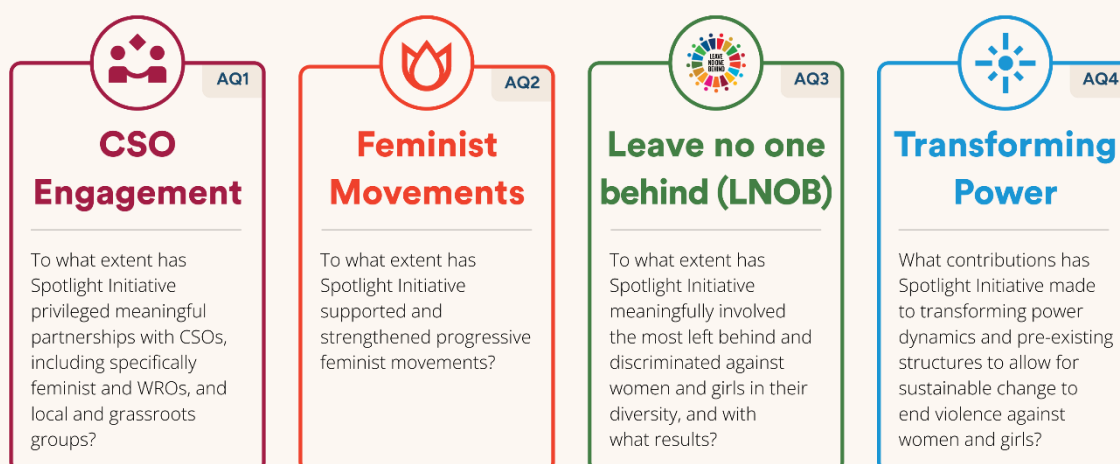 AQ1
CSO
Engagement
To what extent has
Spotlight Initiative
privileged meaningful
partnerships with CSOs,
including specifically
feminist and WROs, and
local and grassroots
groups?
AQ2
Feminist
Movements
To what extent has
Spotlight Initiative
supported and
strengthened progressive
feminist movements?
LEAVE
NO ONE
BEHIND
AQ3
Leave no one
behind (LNOB)
To what extent has
Spotlight Initiative
meaningfully involved
the most left behind and
discriminated against
women and girls in their
diversity, and with
what results?
AQ4
Transforming
Power
What contributions has
Spotlight Initiative made
to transforming power
dynamics and pre-existing
structures to allow for
sustainable change to
end violence against
women and girls?